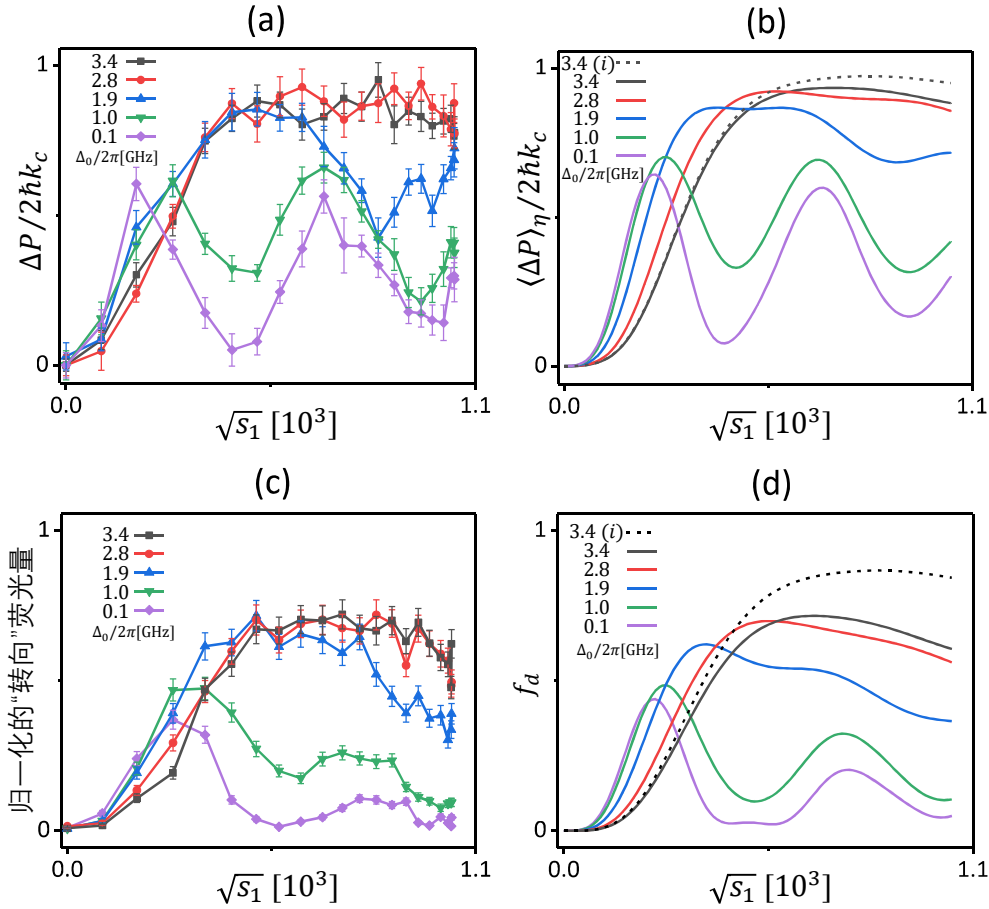 (a)
1
3.4
2.8
1.9
1.0
0.1
Δ₀/2π[GHz]
ΔP/2ℏk_c
0
0.0
1.1
√s₁ [10³]
(b)
1
3.4 (i)
3.4
2.8
1.9
1.0
0.1
Δ₀/2π[GHz]
⟨ΔP⟩_η/2ℏk_c
0
0.0
1.1
√s₁ [10³]
(c)
1
3.4
2.8
1.9
1.0
0.1
Δ₀/2π[GHz]
归一化的“转向”荧光量
0
0.0
1.1
√s₁ [10³]
(d)
1
3.4 (i)
3.4
2.8
1.9
1.0
0.1
Δ₀/2π[GHz]
f_d
0
0.0
1.1
√s₁ [10³]